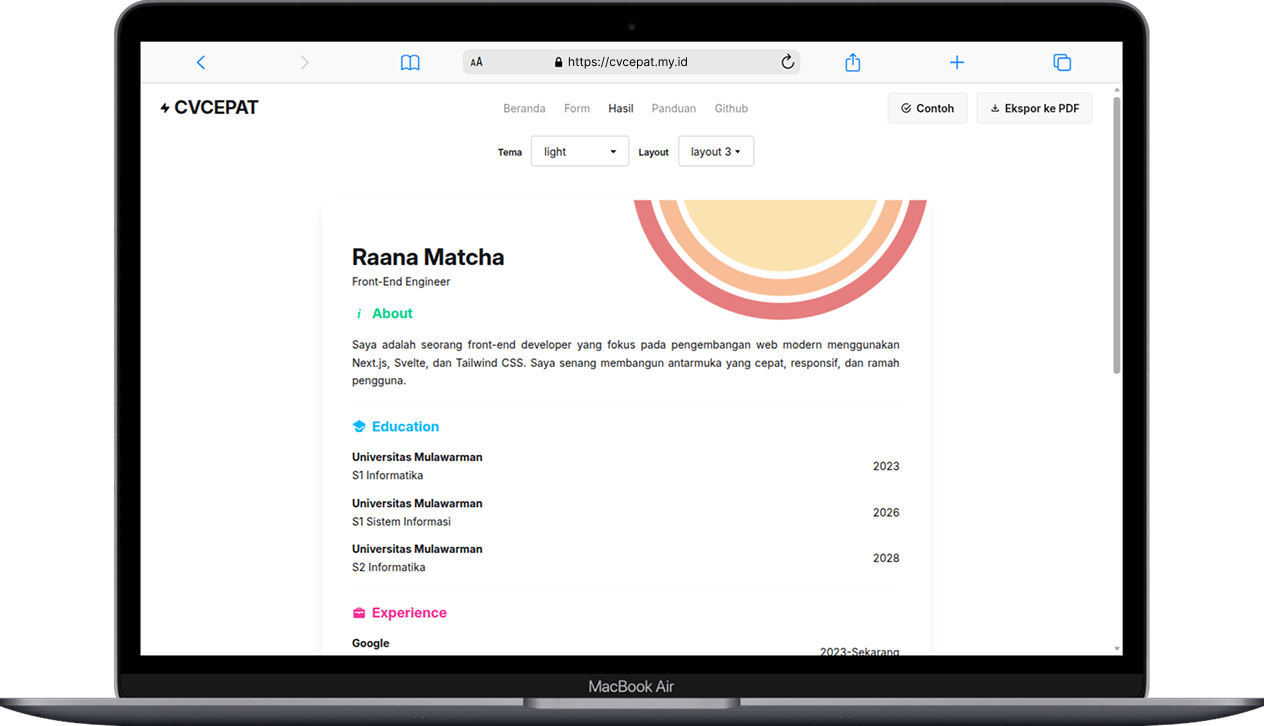 AA https://cvcepat.my.id
CVCEPAT Beranda Form Hasil Panduan Github Contoh Ekspor ke PDF
Tema light Layout layout 3
Raana Matcha
Front-End Engineer
i About
Saya adalah seorang front-end developer yang fokus pada pengembangan web modern menggunakan
Next.js, Svelte, dan Tailwind CSS. Saya senang membangun antarmuka yang cepat, responsif, dan ramah
pengguna.
Education
Universitas Mulawarman
S1 Informatika
2023
Universitas Mulawarman
S1 Sistem Informasi
2026
Universitas Mulawarman
S2 Informatika
2028
Experience
Google
2023-Sekarang
MacBook Air